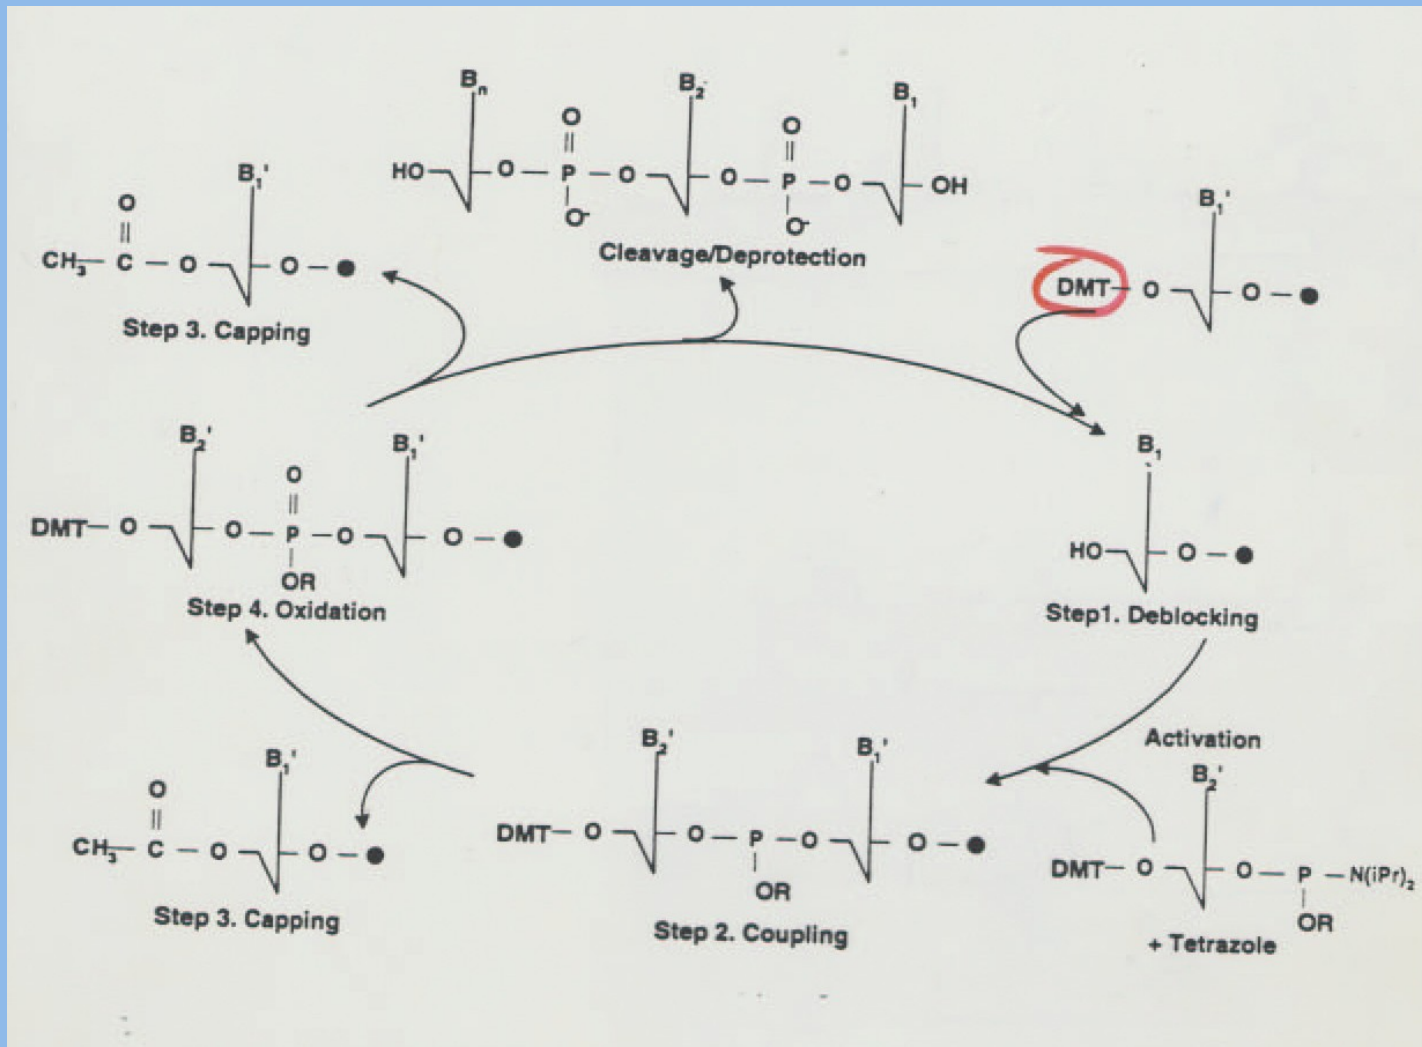 Bn
B2
B1
O
O
HO
O
P
O
O
P
O
OH
O-
O-
Cleavage/Deprotection
B1'
O
CH3
C
O
O
Step 3. Capping
B1'
DMT
O
O
B2'
B1'
O
DMT
O
O
P
O
O
OR
Step 4. Oxidation
B1
HO
O
Step1. Deblocking
Activation
B2'
DMT
O
O
P
N(iPr)2
OR
+ Tetrazole
B2'
B1'
DMT
O
O
P
O
O
OR
Step 2. Coupling
B1'
O
CH3
C
O
O
Step 3. Capping